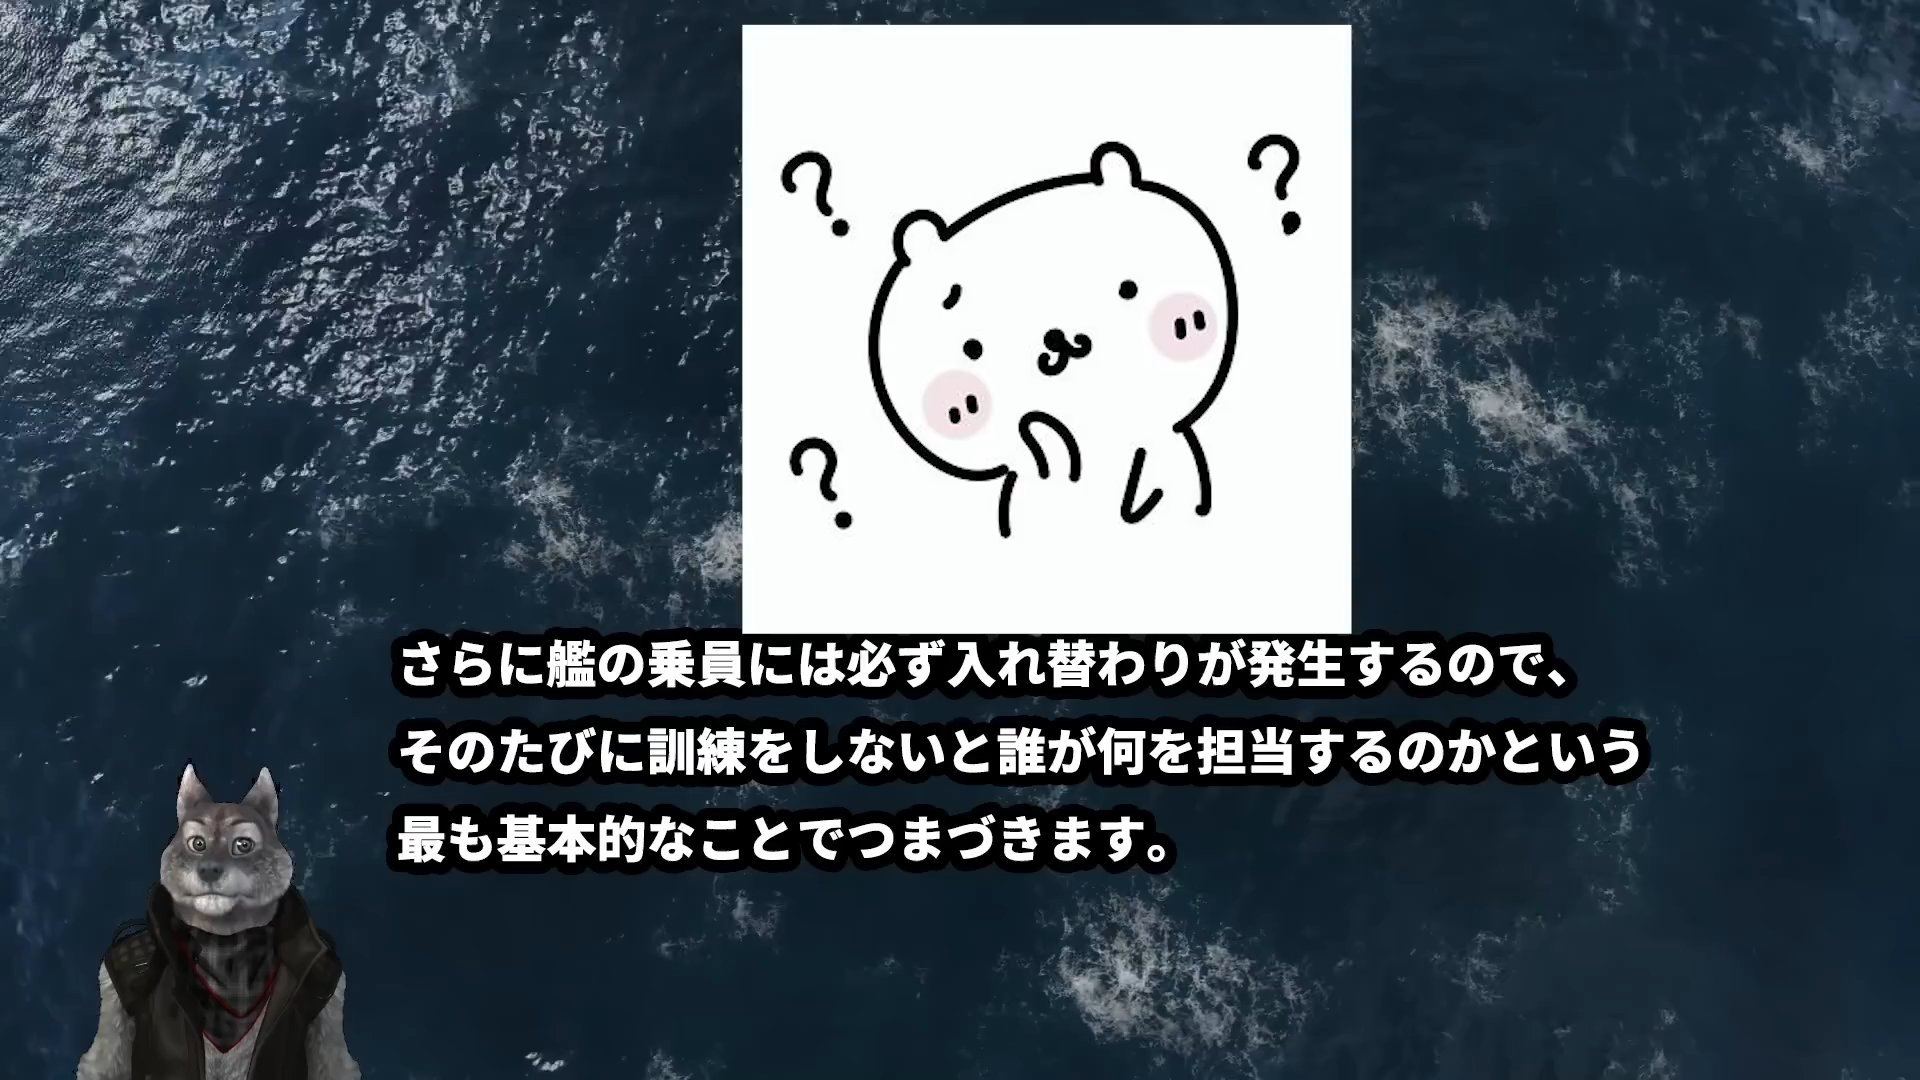 ？
？
？
さらに艦の乗員には必ず入れ替わりが発生するので、
そのたびに訓練をしないと誰が何を担当するのかという
最も基本的なことでつまづきます。